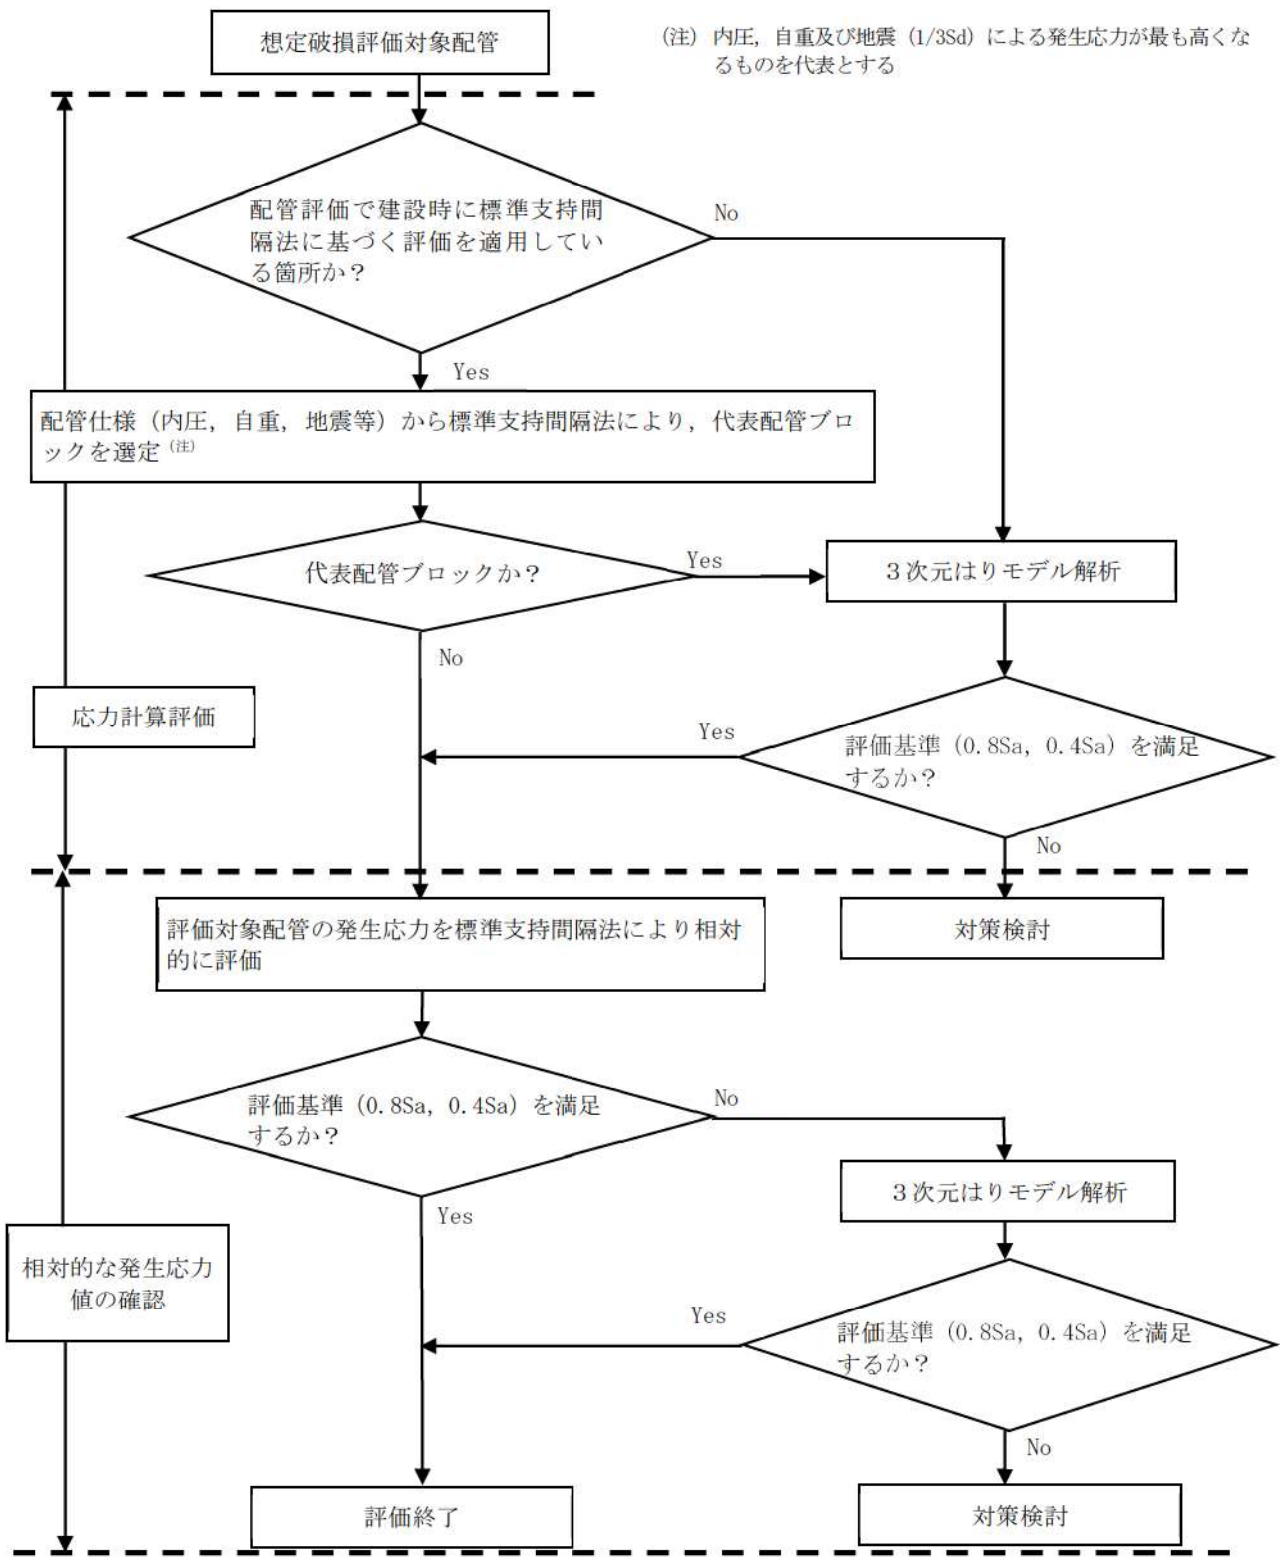 想定破損評価対象配管
(注) 内圧，自重及び地震（1/3Sd）による発生応力が最も高くな
るものを代表とする
配管評価で建設時に標準支持間
隔法に基づく評価を適用してい
る箇所か？
No
Yes
配管仕様（内圧，自重，地震等）から標準支持間隔法により，代表配管ブロ
ックを選定（注）
代表配管ブロックか？
Yes
３次元はりモデル解析
No
応力計算評価
Yes
評価基準（0.8Sa，0.4Sa）を満足
するか？
No
評価対象配管の発生応力を標準支持間隔法により相対
的に評価
対策検討
評価基準（0.8Sa，0.4Sa）を満足
するか？
No
３次元はりモデル解析
Yes
相対的な発生応力
値の確認
Yes
評価基準（0.8Sa，0.4Sa）を満足
するか？
No
評価終了
対策検討